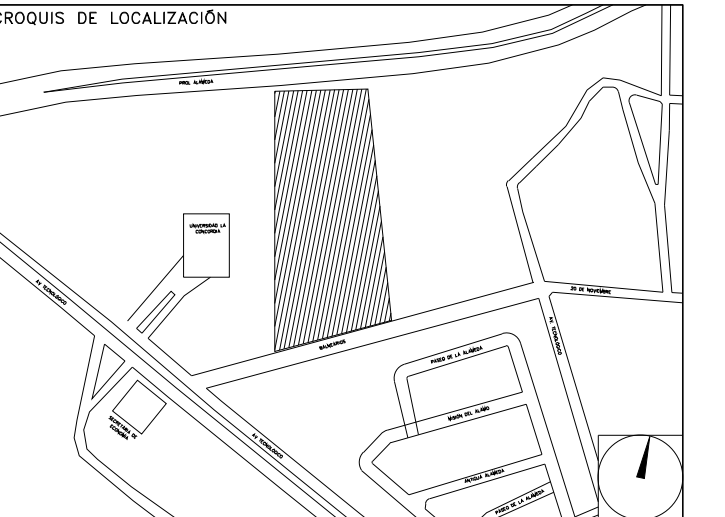 CROQUIS DE LOCALIZACIÓN
PROL ALAMEDA
UNIVERSIDAD LA
CONCORDIA
AV TECNOLOGICO
20 DE NOVIEMBRE
BALNEARIOS
AV. TECNOLOGICO
PASEO DE LA ALAMEDA
MISION DEL ALAMO
SECRETARIA DE
ECONOMIA
AV TECNOLOGICO
ANTIGUA ALAMEDA
PASEO DE LA ALAMEDA